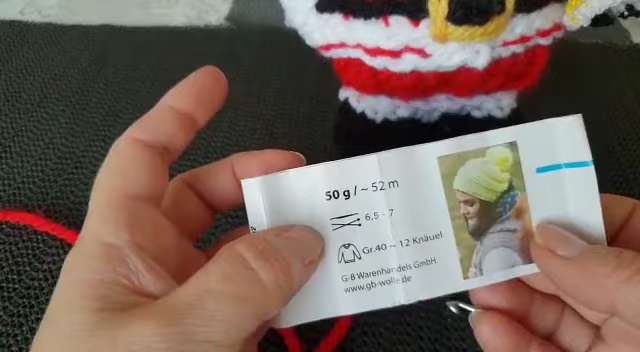 50 g / ~ 52 m
6,5 - 7
Gr.40 ~ 12 Knäuel
G-B Warenhandels GmbH
www.gb-wolle.de